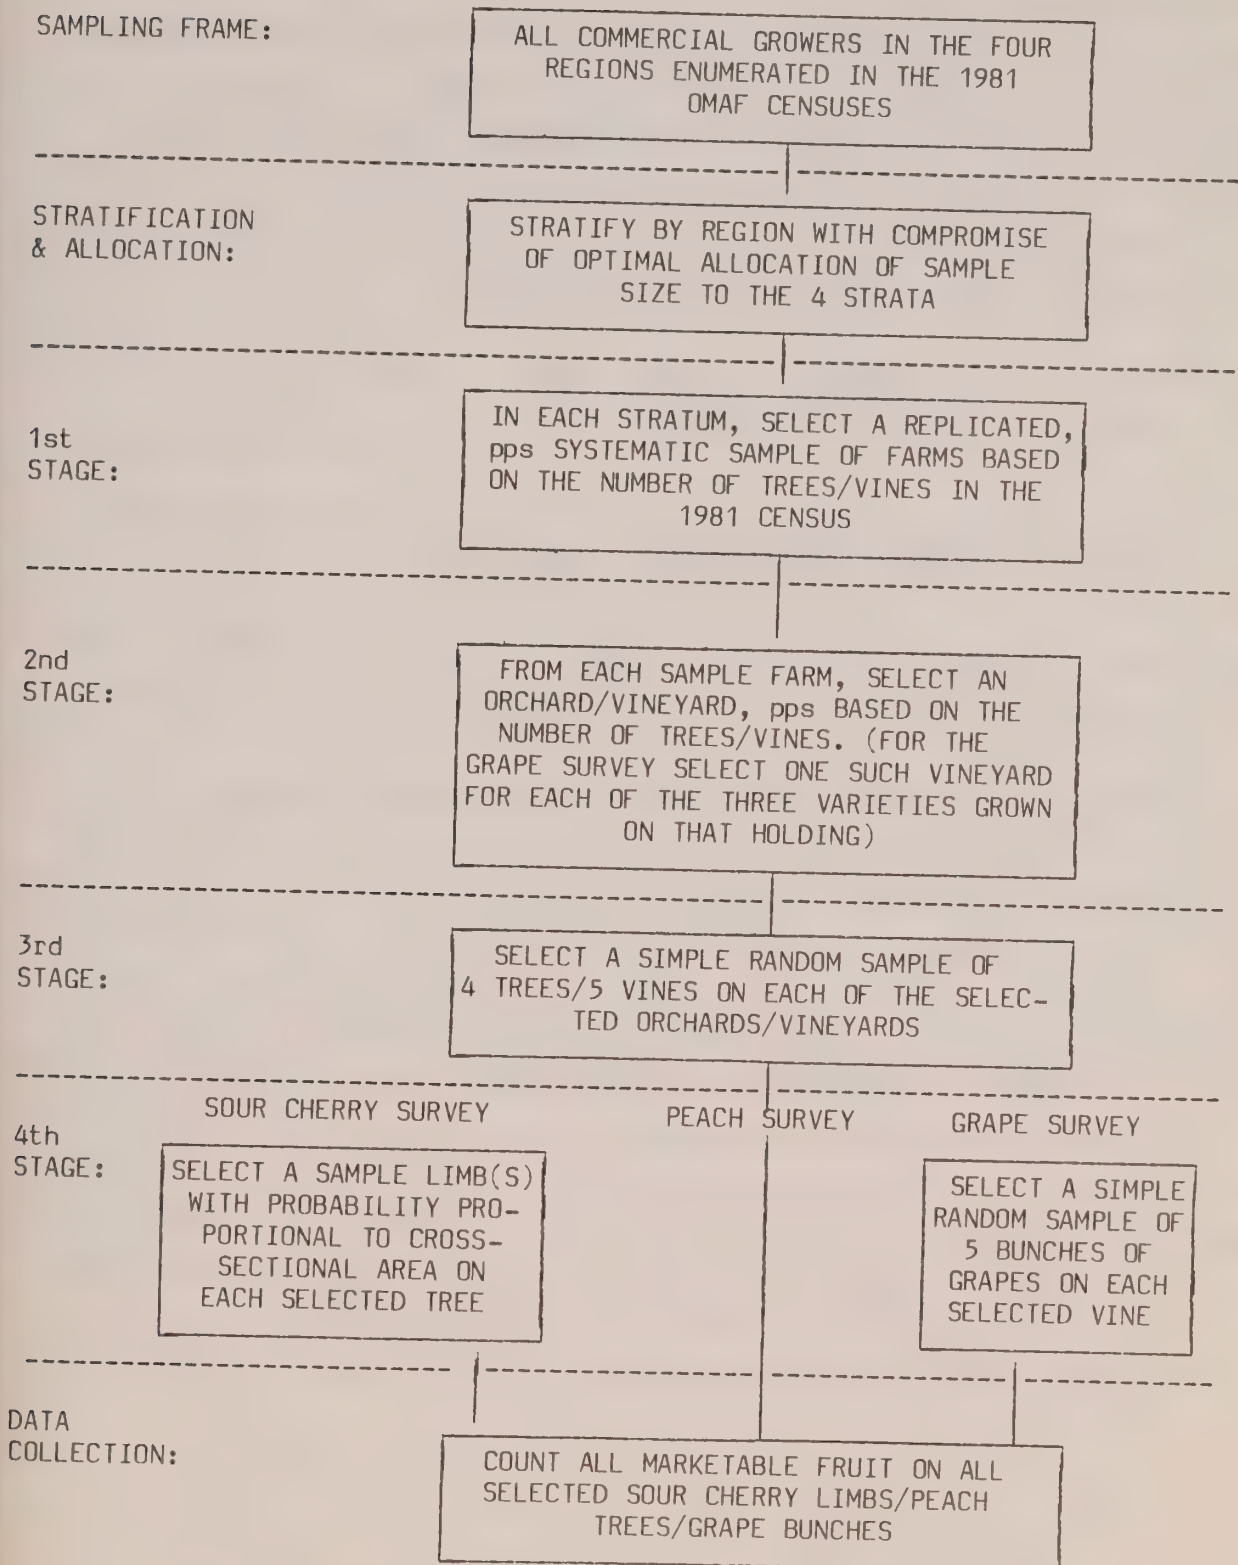 SAMPLING FRAME:
ALL COMMERCIAL GROWERS IN THE FOUR
REGIONS ENUMERATED IN THE 1981
OMAF CENSUSES
STRATIFICATION
& ALLOCATION:
STRATIFY BY REGION WITH COMPROMISE
OF OPTIMAL ALLOCATION OF SAMPLE
SIZE TO THE 4 STRATA
1st
STAGE:
IN EACH STRATUM, SELECT A REPLICATED,
pps SYSTEMATIC SAMPLE OF FARMS BASED
ON THE NUMBER OF TREES/VINES IN THE
1981 CENSUS
2nd
STAGE:
FROM EACH SAMPLE FARM, SELECT AN
ORCHARD/VINEYARD, pps BASED ON THE
NUMBER OF TREES/VINES. (FOR THE
GRAPE SURVEY SELECT ONE SUCH VINEYARD
FOR EACH OF THE THREE VARIETIES GROWN
ON THAT HOLDING)
3rd
STAGE:
SELECT A SIMPLE RANDOM SAMPLE OF
4 TREES/5 VINES ON EACH OF THE SELEC-
TED ORCHARDS/VINEYARDS
4th
STAGE:
SOUR CHERRY SURVEY
SELECT A SAMPLE LIMB(S)
WITH PROBABILITY PRO-
PORTIONAL TO CROSS-
SECTIONAL AREA ON
EACH SELECTED TREE
PEACH SURVEY
GRAPE SURVEY
SELECT A SIMPLE
RANDOM SAMPLE OF
5 BUNCHES OF
GRAPES ON EACH
SELECTED VINE
DATA
COLLECTION:
COUNT ALL MARKETABLE FRUIT ON ALL
SELECTED SOUR CHERRY LIMBS/PEACH
TREES/GRAPE BUNCHES